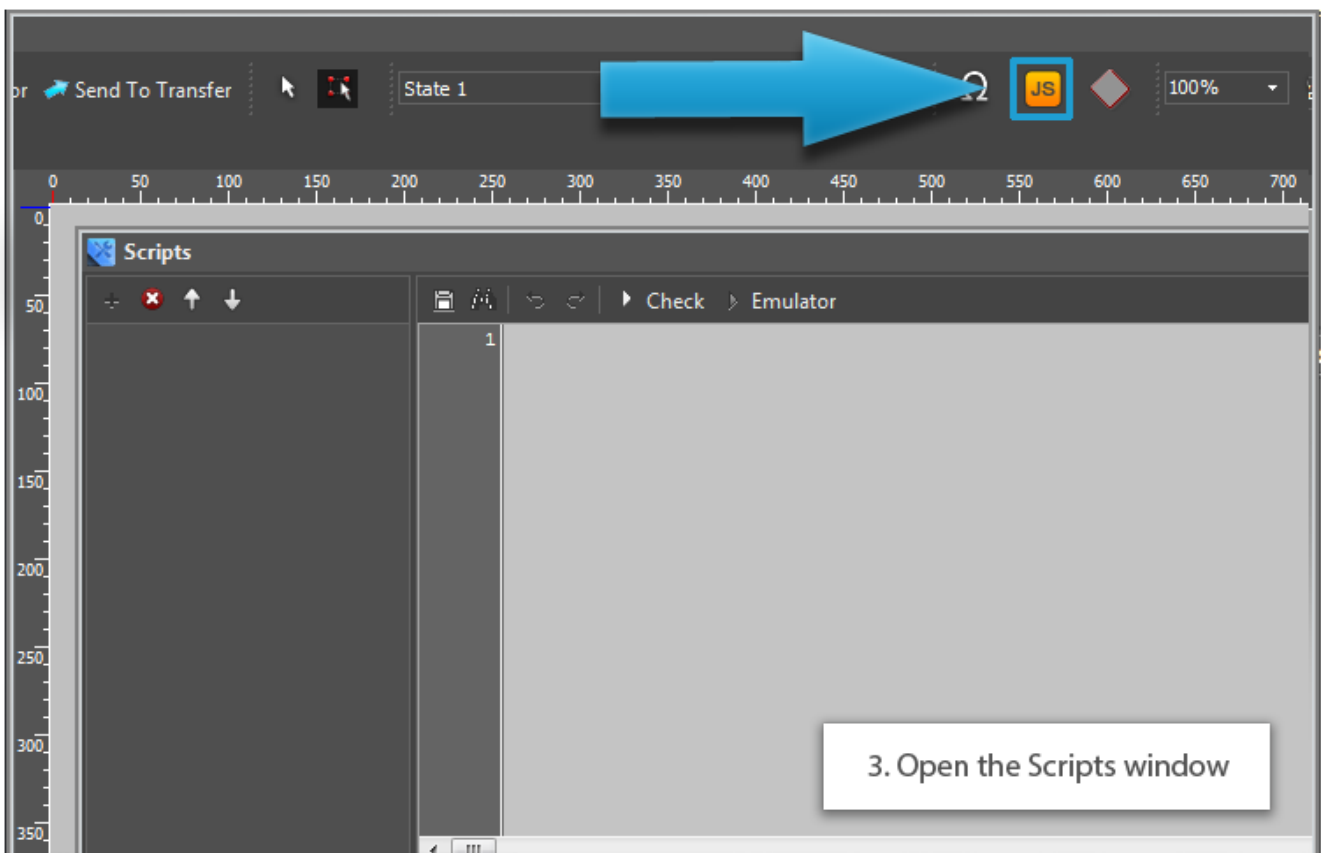 or Send To Transfer State 1 Ω JS 100%
0 50 100 150 200 250 300 350 400 450 500 550 600 650 700
0
Scripts
50 Check Emulator
1
100
150
200
250
300
3. Open the Scripts window
350